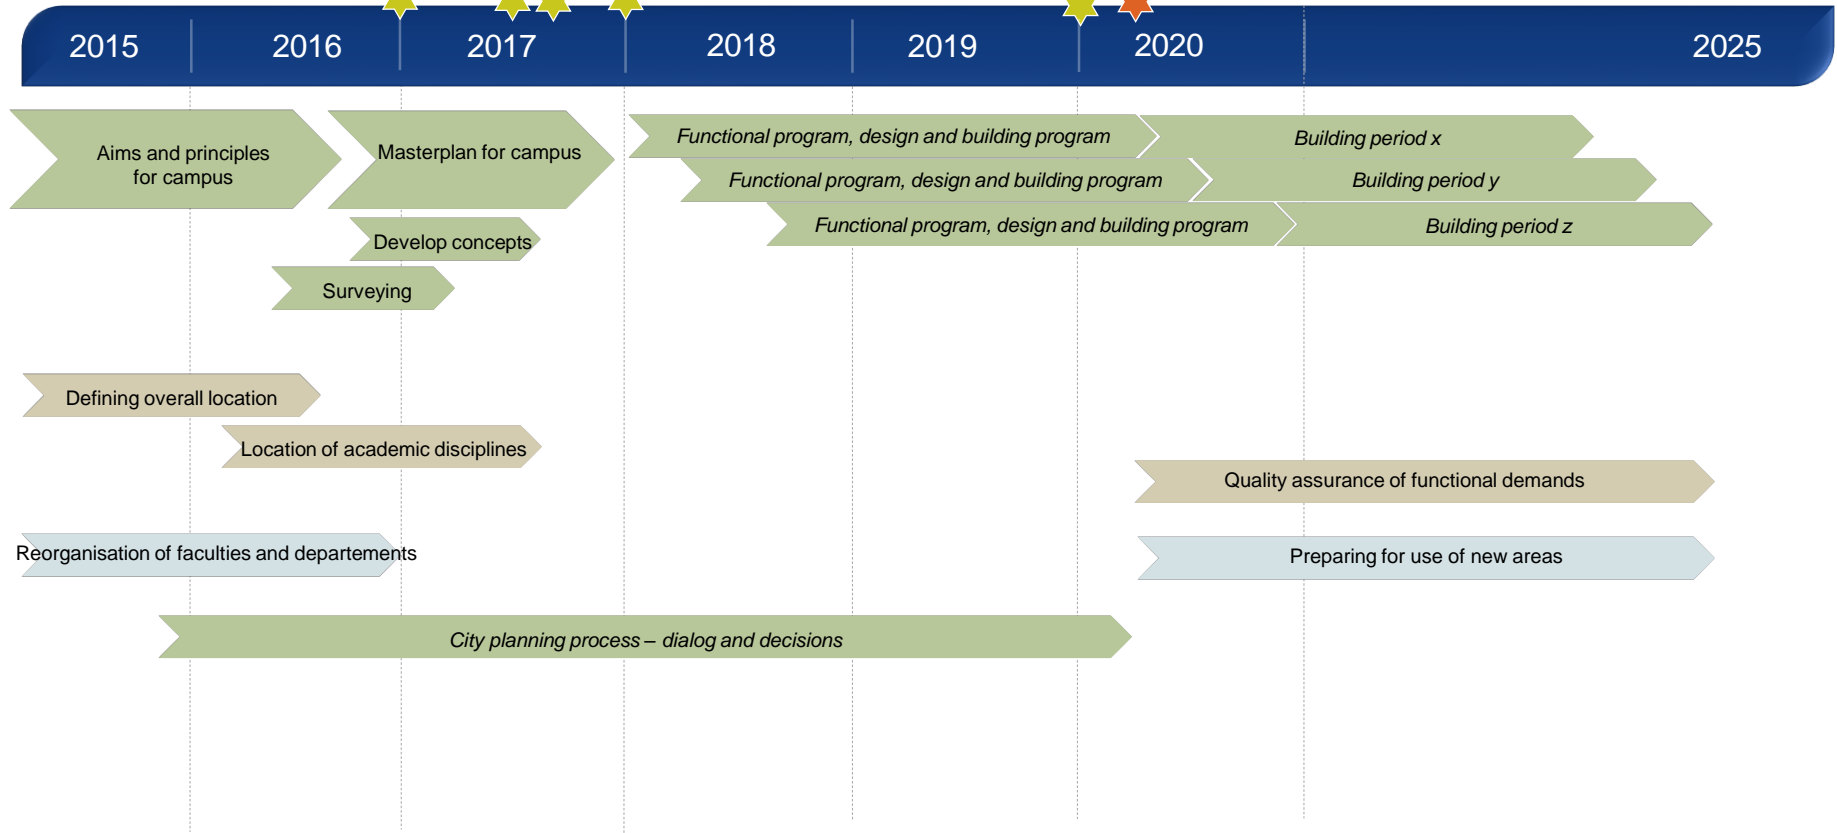 2015
2016
2017
2018
2019
2020
2025
Aims and principles
for campus
Masterplan for campus
Functional program, design and building program
Building period x
Functional program, design and building program
Building period y
Functional program, design and building program
Building period z
Develop concepts
Surveying
Defining overall location
Location of academic disciplines
Quality assurance of functional demands
Reorganisation of faculties and departements
Preparing for use of new areas
City planning process – dialog and decisions